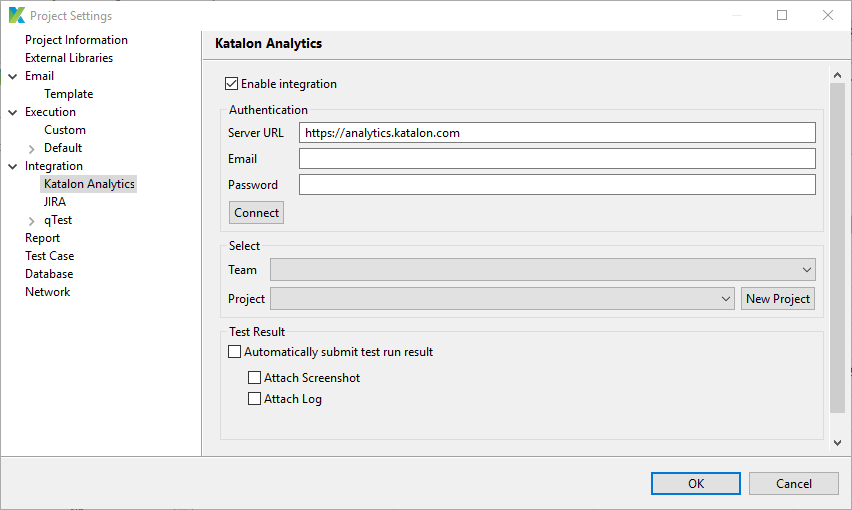 Project Settings
Project Information
External Libraries
Email
Template
Execution
Custom
Default
Integration
Katalon Analytics
JIRA
qTest
Report
Test Case
Database
Network
Katalon Analytics
Enable integration
Authentication
Server URL https://analytics.katalon.com
Email
Password
Connect
Select
Team
Project New Project
Test Result
Automatically submit test run result
Attach Screenshot
Attach Log
OK Cancel